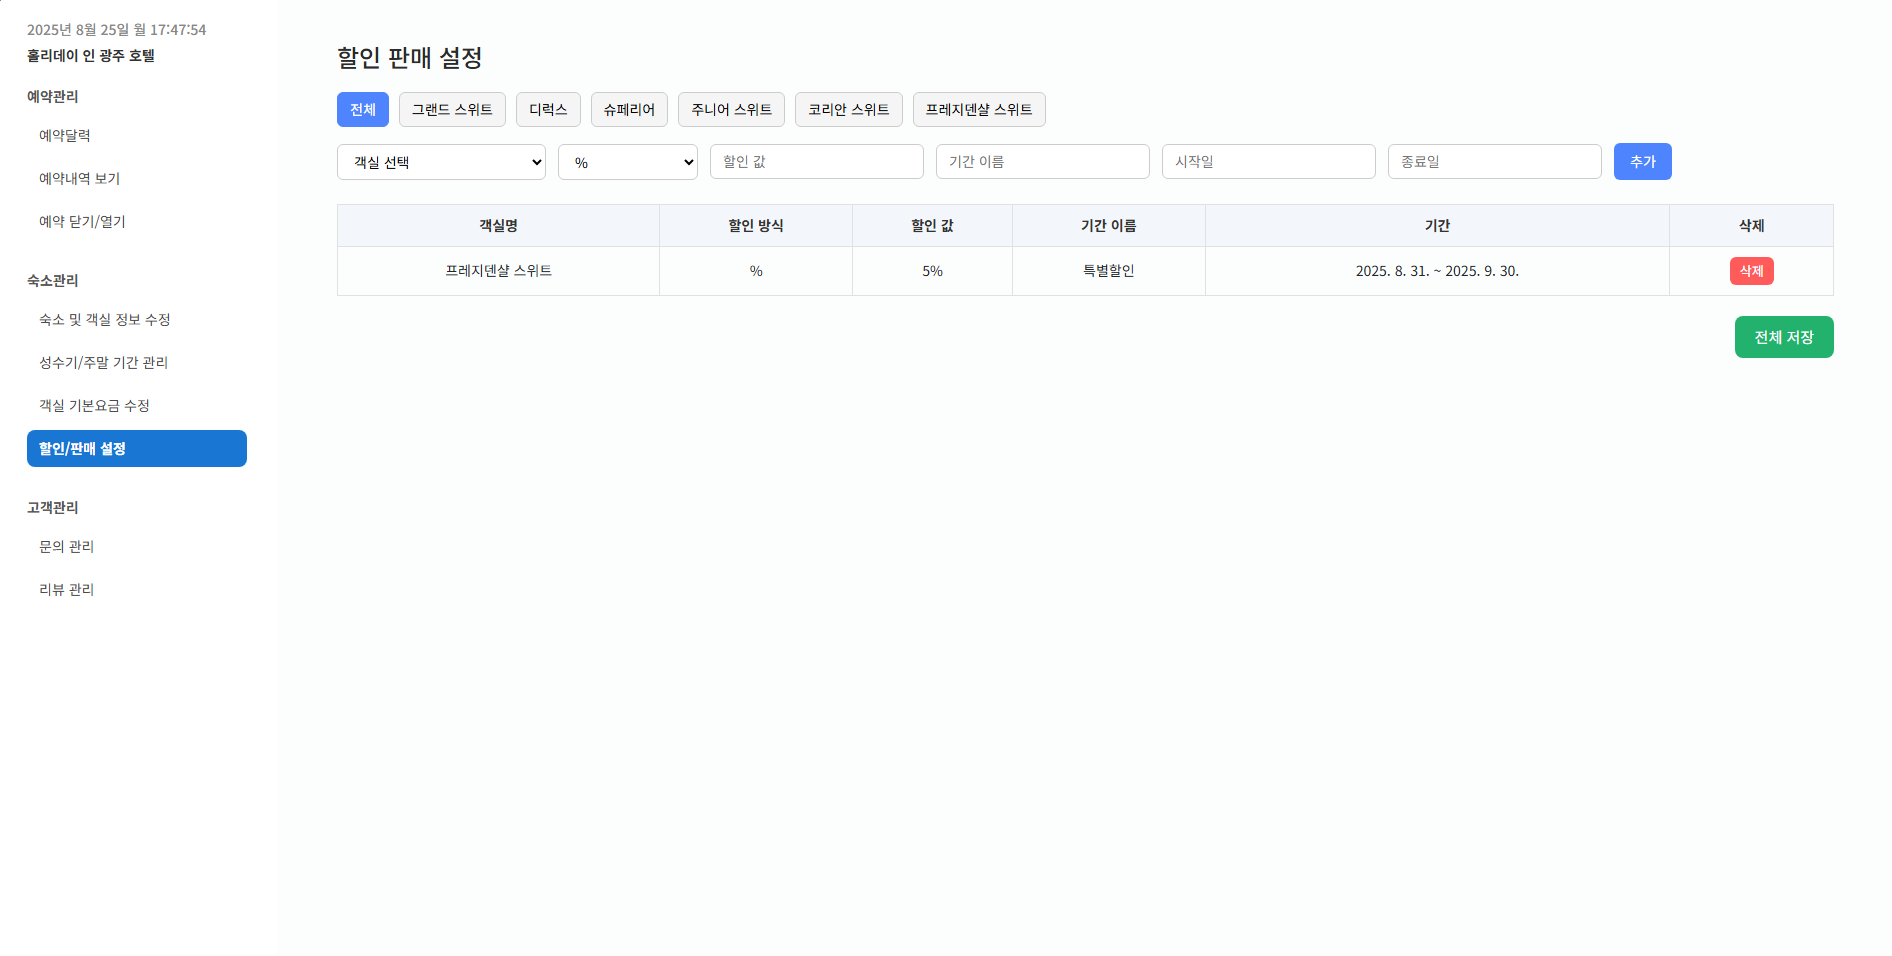 2025년 8월 25일 월 17:47:54
홀리데이 인 광주 호텔
예약관리
예약달력
예약내역 보기
예약 닫기/열기
숙소관리
숙소 및 객실 정보 수정
성수기/주말 기간 관리
객실 기본요금 수정
할인/판매 설정
고객관리
문의 관리
리뷰 관리
할인 판매 설정
전체 그랜드 스위트 디럭스 슈페리어 주니어 스위트 코리안 스위트 프레지덴샬 스위트
객실 선택 % 할인 값 기간 이름 시작일 종료일 추가
객실명 할인 방식 할인 값 기간 이름 기간 삭제
프레지덴샬 스위트 % 5% 특별할인 2025. 8. 31. ~ 2025. 9. 30. 삭제
전체 저장